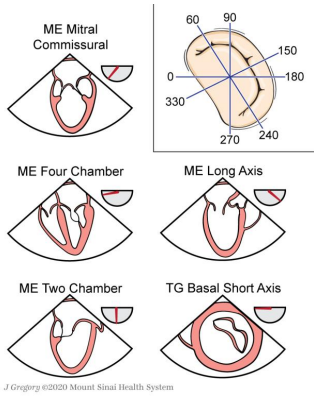 ME Mitral
Commissural
90
60
150
0
180
330
240
270
ME Four Chamber
ME Long Axis
ME Two Chamber
TG Basal Short Axis
J Gregory ©2020 Mount Sinai Health System